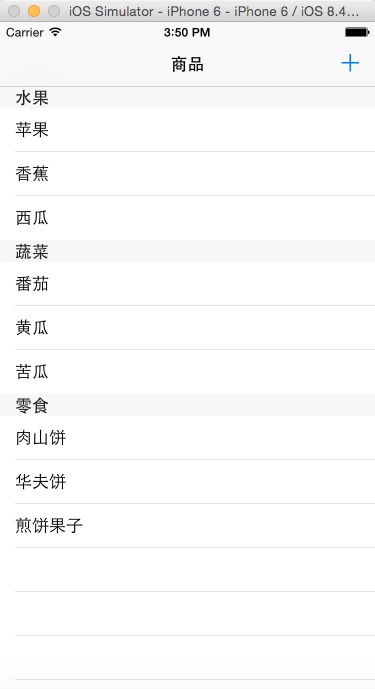 iOS Simulator - iPhone 6 - iPhone 6 / iOS 8.4...
Carrier 3:50 PM
商品 +
水果
苹果
香蕉
西瓜
蔬菜
番茄
黄瓜
苦瓜
零食
肉山饼
华夫饼
煎饼果子